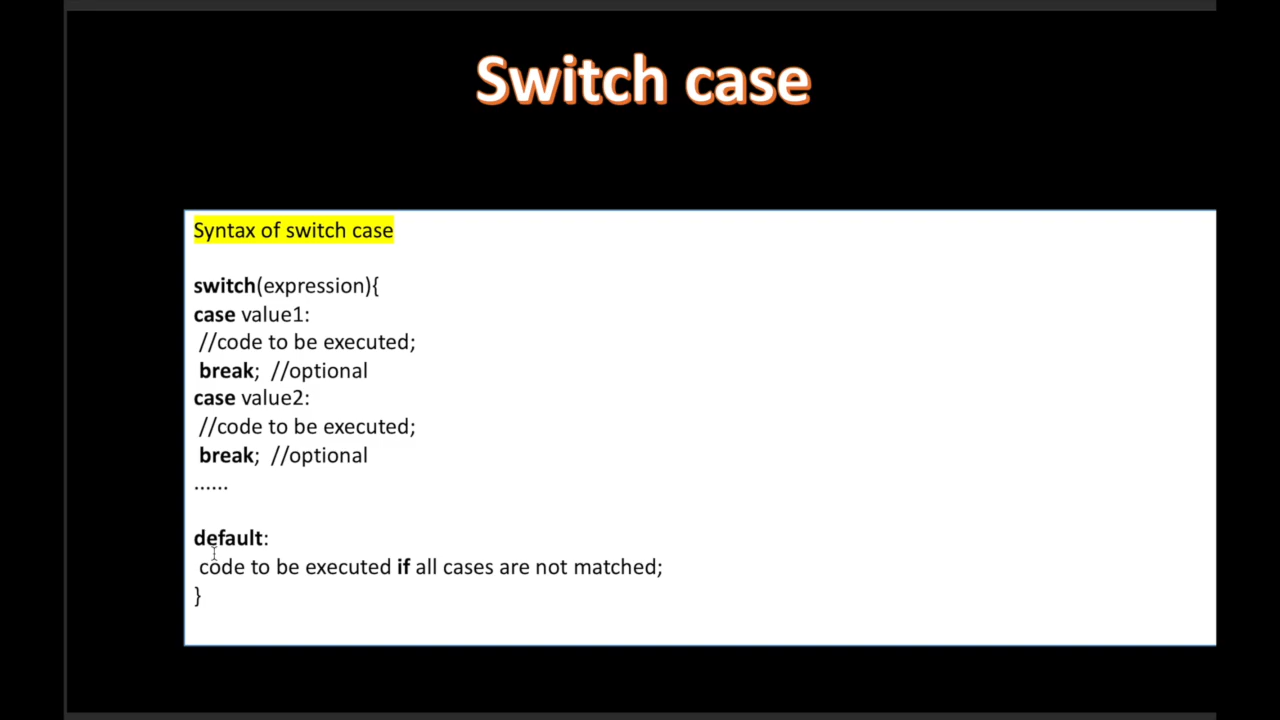 Switch case
Syntax of switch case
switch(expression){
case value1:
//code to be executed;
break; //optional
case value2:
//code to be executed;
break; //optional
......
default:
code to be executed if all cases are not matched;
}